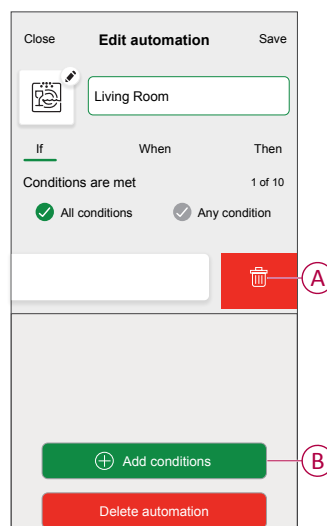 Close Edit automation Save
Living Room
If When Then
Conditions are met 1 of 10
All conditions Any condition
A
Add conditions B
Delete automation